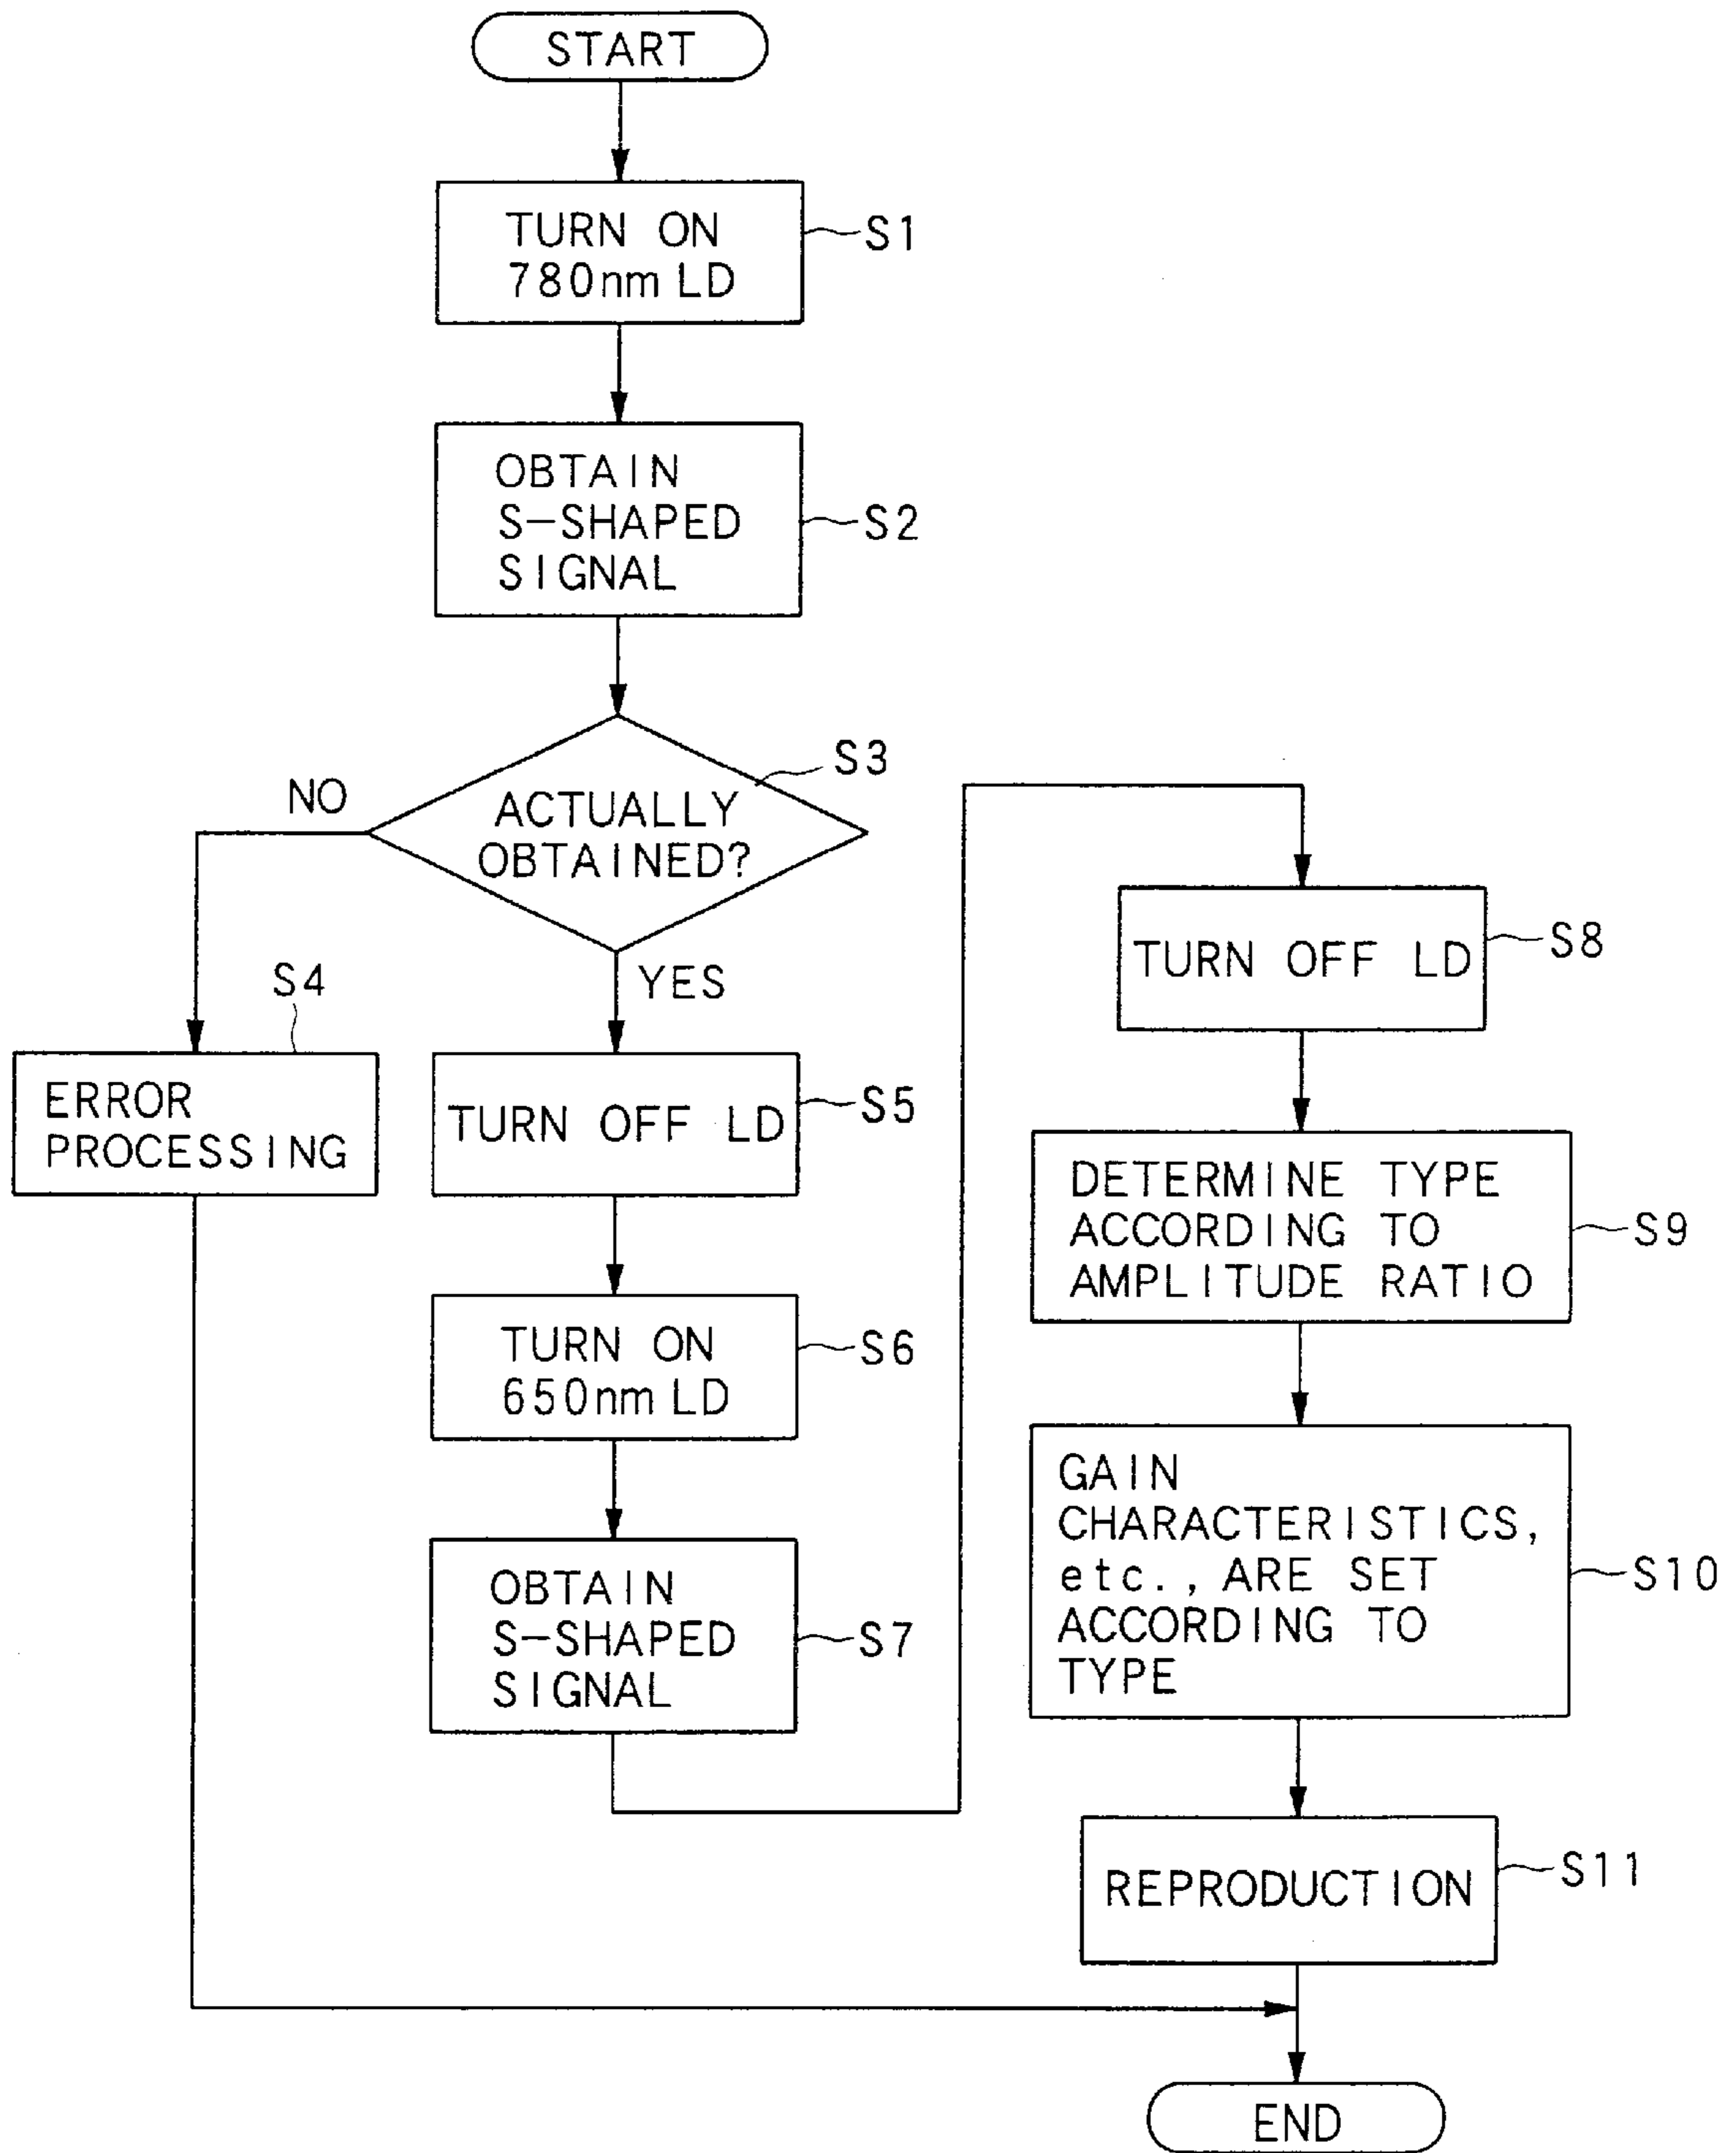 START
TURN ON
780nm LD
S1
OBTAIN
S-SHAPED
SIGNAL
S2
S3
ACTUALLY
OBTAINED?
NO
YES
S4
ERROR
PROCESSING
TURN OFF LD
S5
TURN ON
650nm LD
S6
OBTAIN
S-SHAPED
SIGNAL
S7
TURN OFF LD
S8
DETERMINE TYPE
ACCORDING TO
AMPLITUDE RATIO
S9
GAIN
CHARACTERISTICS,
etc., ARE SET
ACCORDING TO
TYPE
S10
REPRODUCTION
S11
END